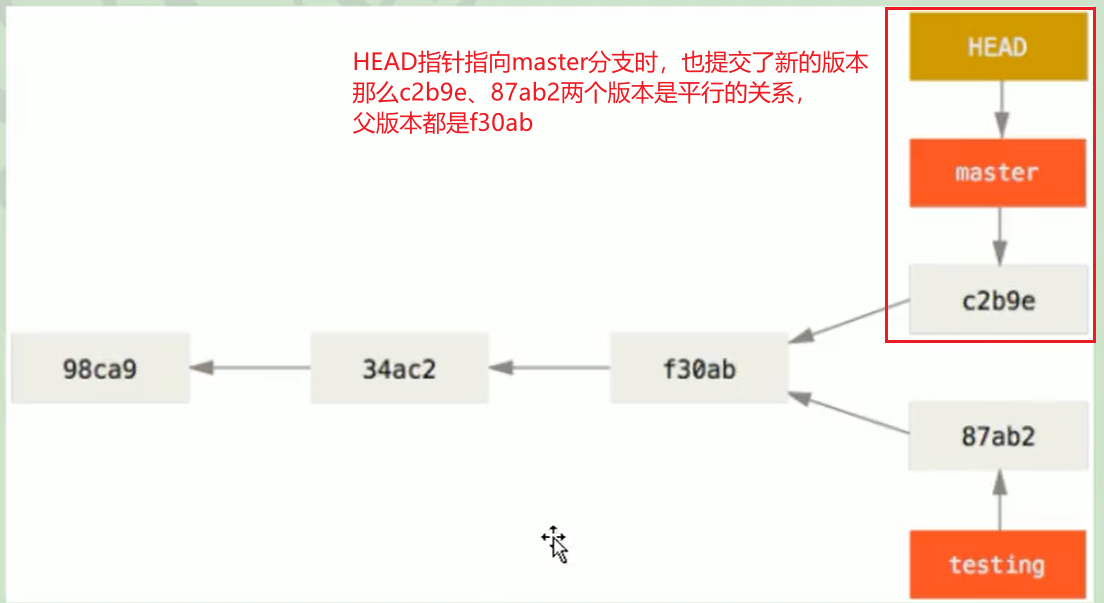 HEAD
HEAD指针指向master分支时，也提交了新的版本
那么c2b9e、87ab2两个版本是平行的关系，
父版本都是f30ab
master
c2b9e
98ca9
34ac2
f30ab
87ab2
testing